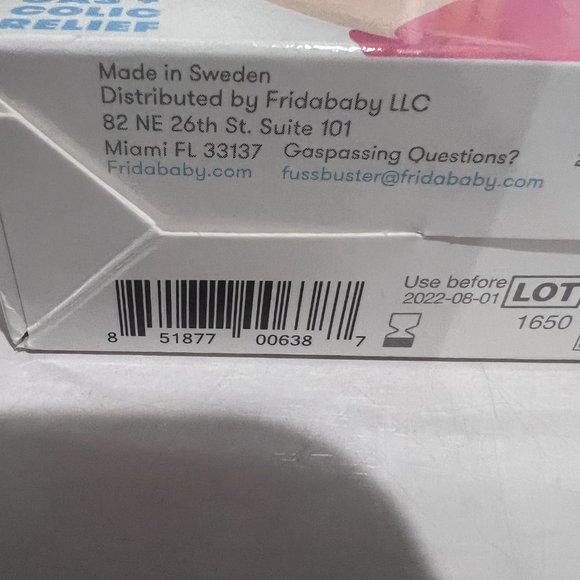 COLIC
RELIEF
Made in Sweden
Distributed by Fridababy LLC
82 NE 26th St. Suite 101
Miami FL 33137 Gaspassing Questions?
Fridababy.com fussbuster@fridababy.com
Use before
2022-08-01 LOT
1650
8 51877 00638 7